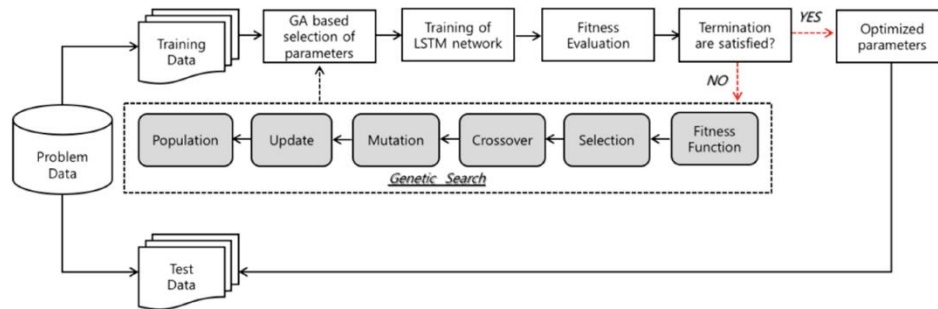 Training
Data
GA based
selection of
parameters
Training of
LSTM network
Fitness
Evaluation
Termination
are satisfied?
YES
Optimized
parameters
NO
Problem
Data
Population
Update
Mutation
Crossover
Selection
Fitness
Function
Genetic Search
Test
Data